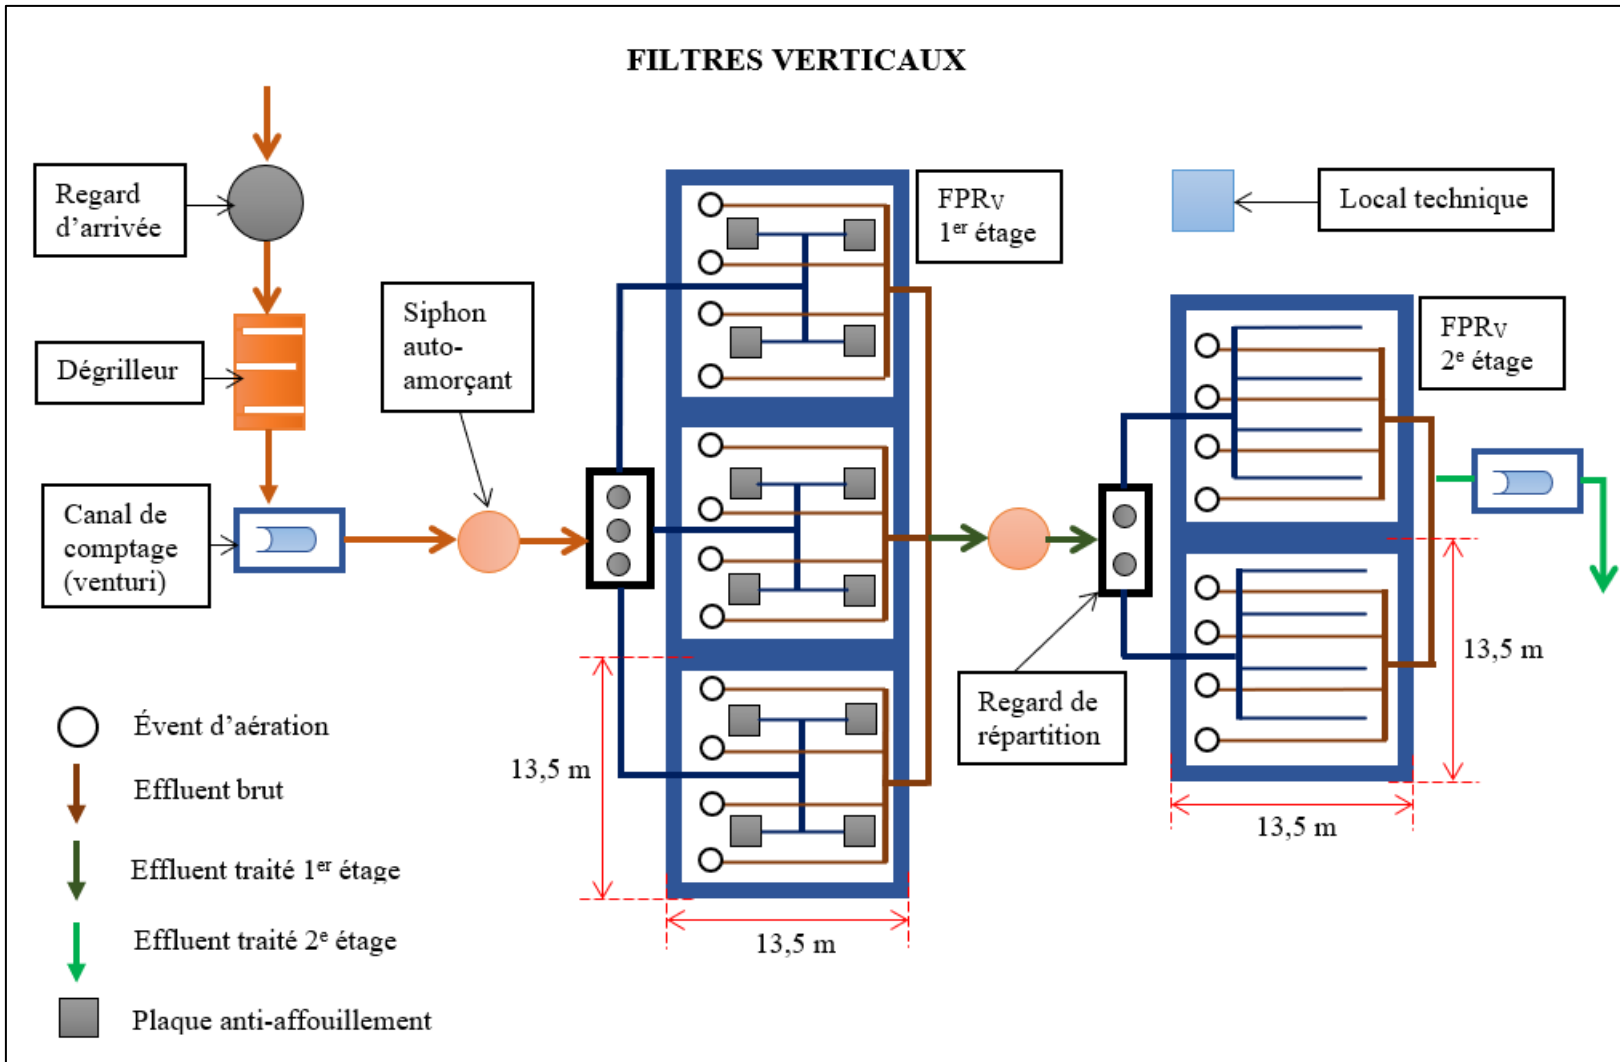 FILTRES VERTICAUX
Regard
d’arrivée
Dégrilleur
Canal de
comptage
(venturi)
Siphon
auto-
amorçant
FPRV
1er étage
Local technique
FPRV
2e étage
Regard de
répartition
13,5 m
13,5 m
13,5 m
13,5 m
Évent d’aération
Effluent brut
Effluent traité 1er étage
Effluent traité 2e étage
Plaque anti-affouillement